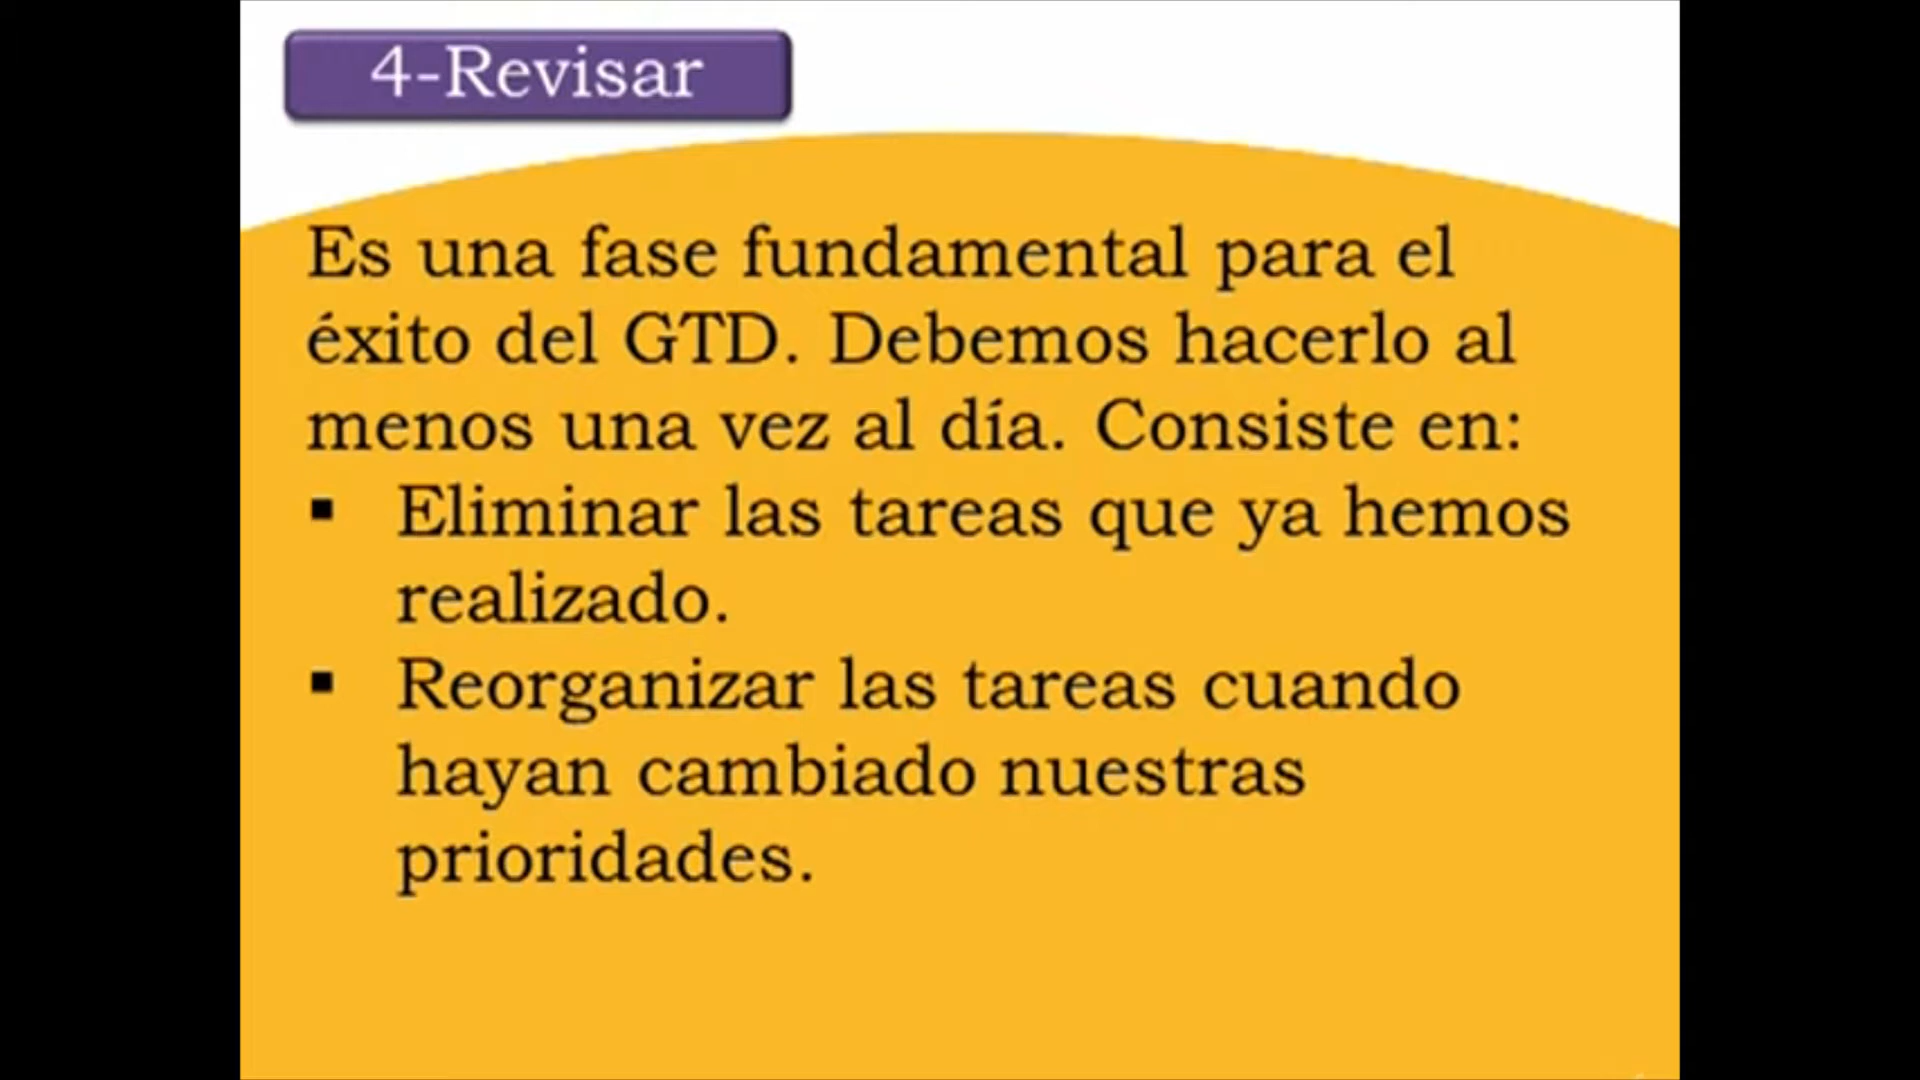 4-Revisar
Es una fase fundamental para el
éxito del GTD. Debemos hacerlo al
menos una vez al día. Consiste en:
▪ Eliminar las tareas que ya hemos
realizado.
▪ Reorganizar las tareas cuando
hayan cambiado nuestras
prioridades.